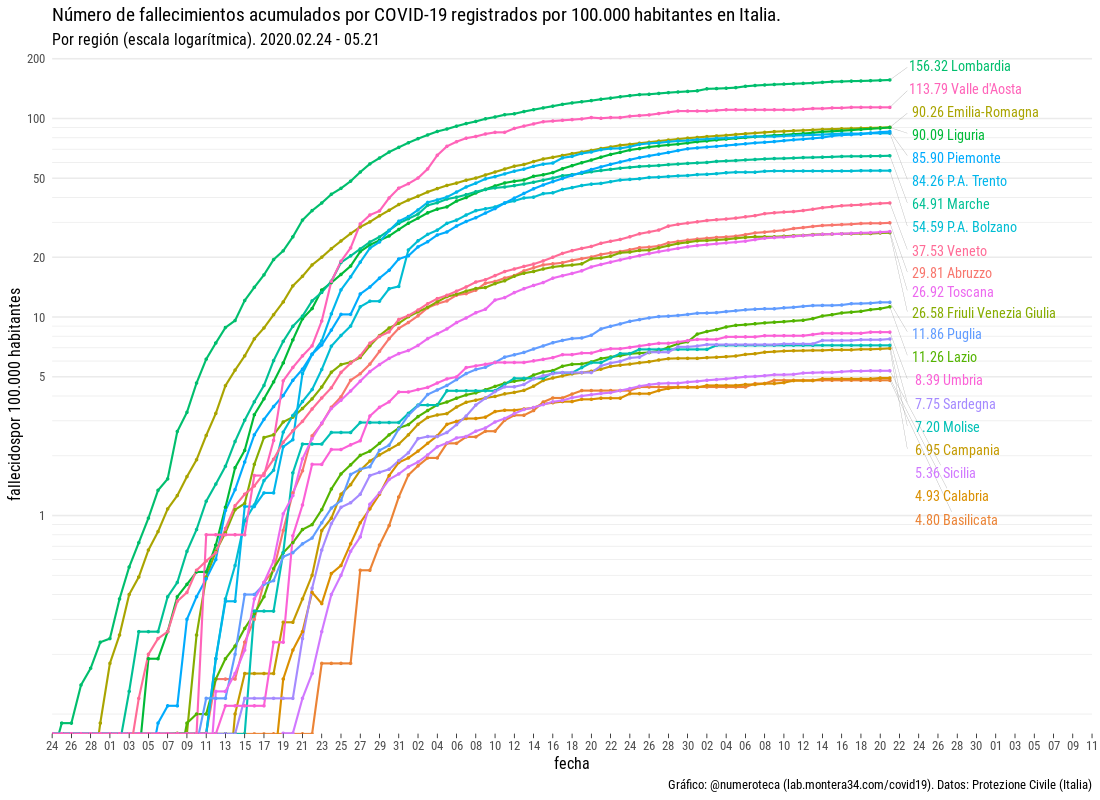 Número de fallecimientos acumulados por COVID-19 registrados por 100.000 habitantes en Italia.
Por región (escala logarítmica). 2020.02.24 - 05.21
200
100
50
20
10
5
1
fallecidospor 100.000 habitantes
156.32 Lombardia
113.79 Valle d'Aosta
90.26 Emilia-Romagna
90.09 Liguria
85.90 Piemonte
84.26 P.A. Trento
64.91 Marche
54.59 P.A. Bolzano
37.53 Veneto
29.81 Abruzzo
26.92 Toscana
26.58 Friuli Venezia Giulia
11.86 Puglia
11.26 Lazio
8.39 Umbria
7.75 Sardegna
7.20 Molise
6.95 Campania
5.36 Sicilia
4.93 Calabria
4.80 Basilicata
24 26 28 01 03 05 07 09 11 13 15 17 19 21 23 25 27 29 31 02 04 06 08 10 12 14 16 18 20 22 24 26 28 30 02 04 06 08 10 12 14 16 18 20 22 24 26 28 30 01 03 05 07 09 11
fecha
Gráfico: @numeroteca (lab.montera34.com/covid19). Datos: Protezione Civile (Italia)